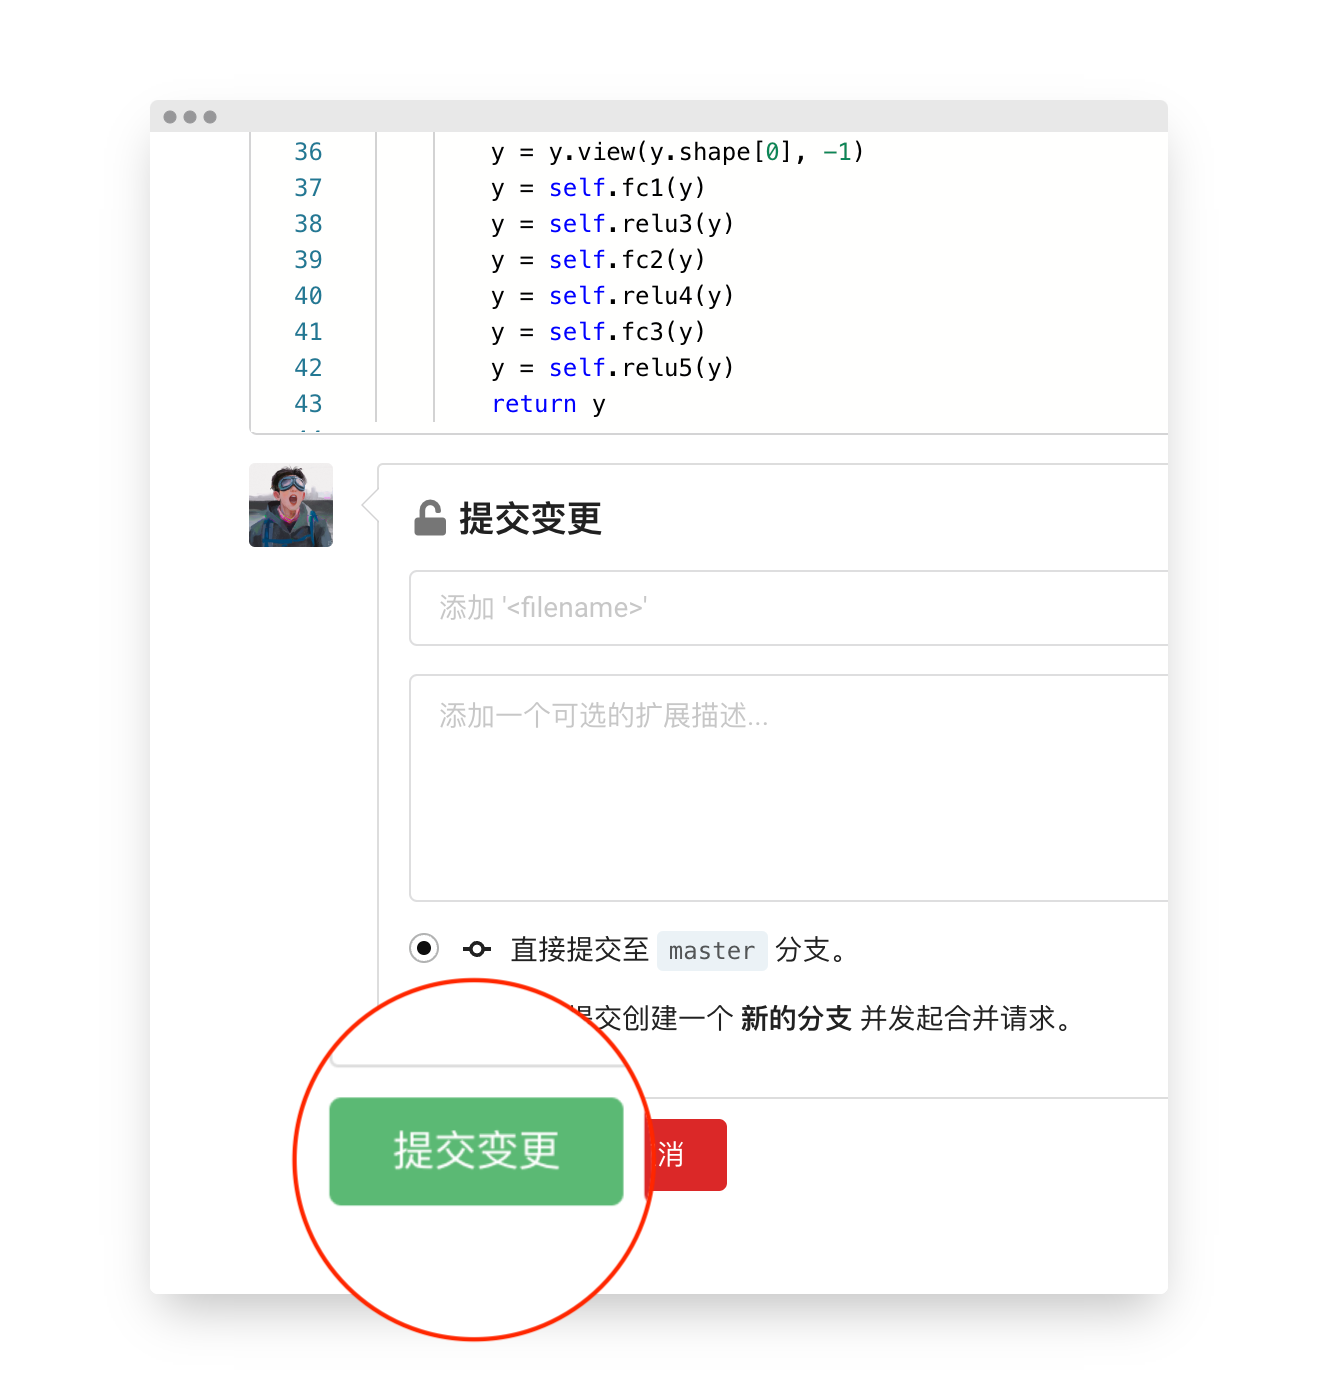 36 y = y.view(y.shape[0], -1)
37 y = self.fc1(y)
38 y = self.relu3(y)
39 y = self.fc2(y)
40 y = self.relu4(y)
41 y = self.fc3(y)
42 y = self.relu5(y)
43 return y
提交变更
添加 '<filename>'
添加一个可选的扩展描述...
直接提交至 master 分支。
提交创建一个 新的分支 并发起合并请求。
提交变更
消